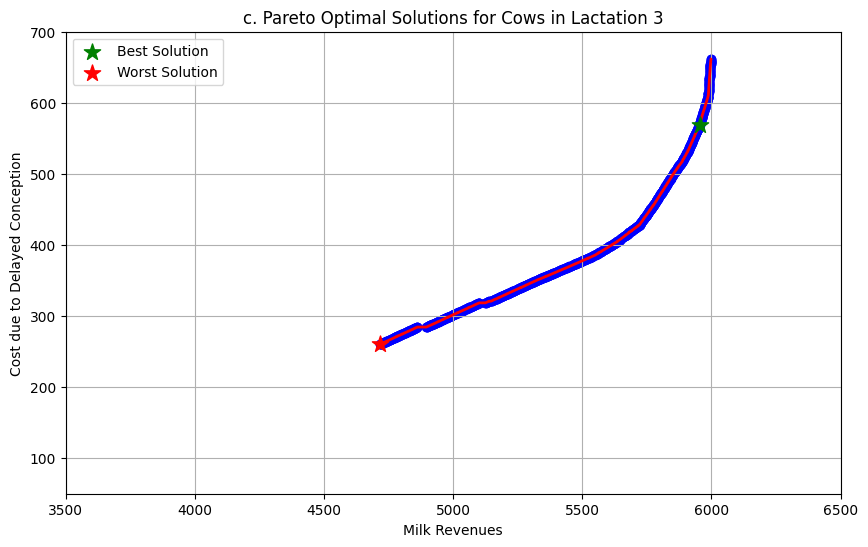 c. Pareto Optimal Solutions for Cows in Lactation 3
Best Solution
Worst Solution
Cost due to Delayed Conception
700
600
500
400
300
200
100
3500 4000 4500 5000 5500 6000 6500
Milk Revenues